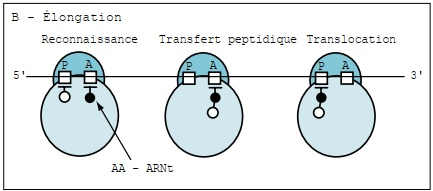 B - Élongation
Reconnaissance Transfert peptidique Translocation
P A P A P A
5' 3'
AA - ARNt